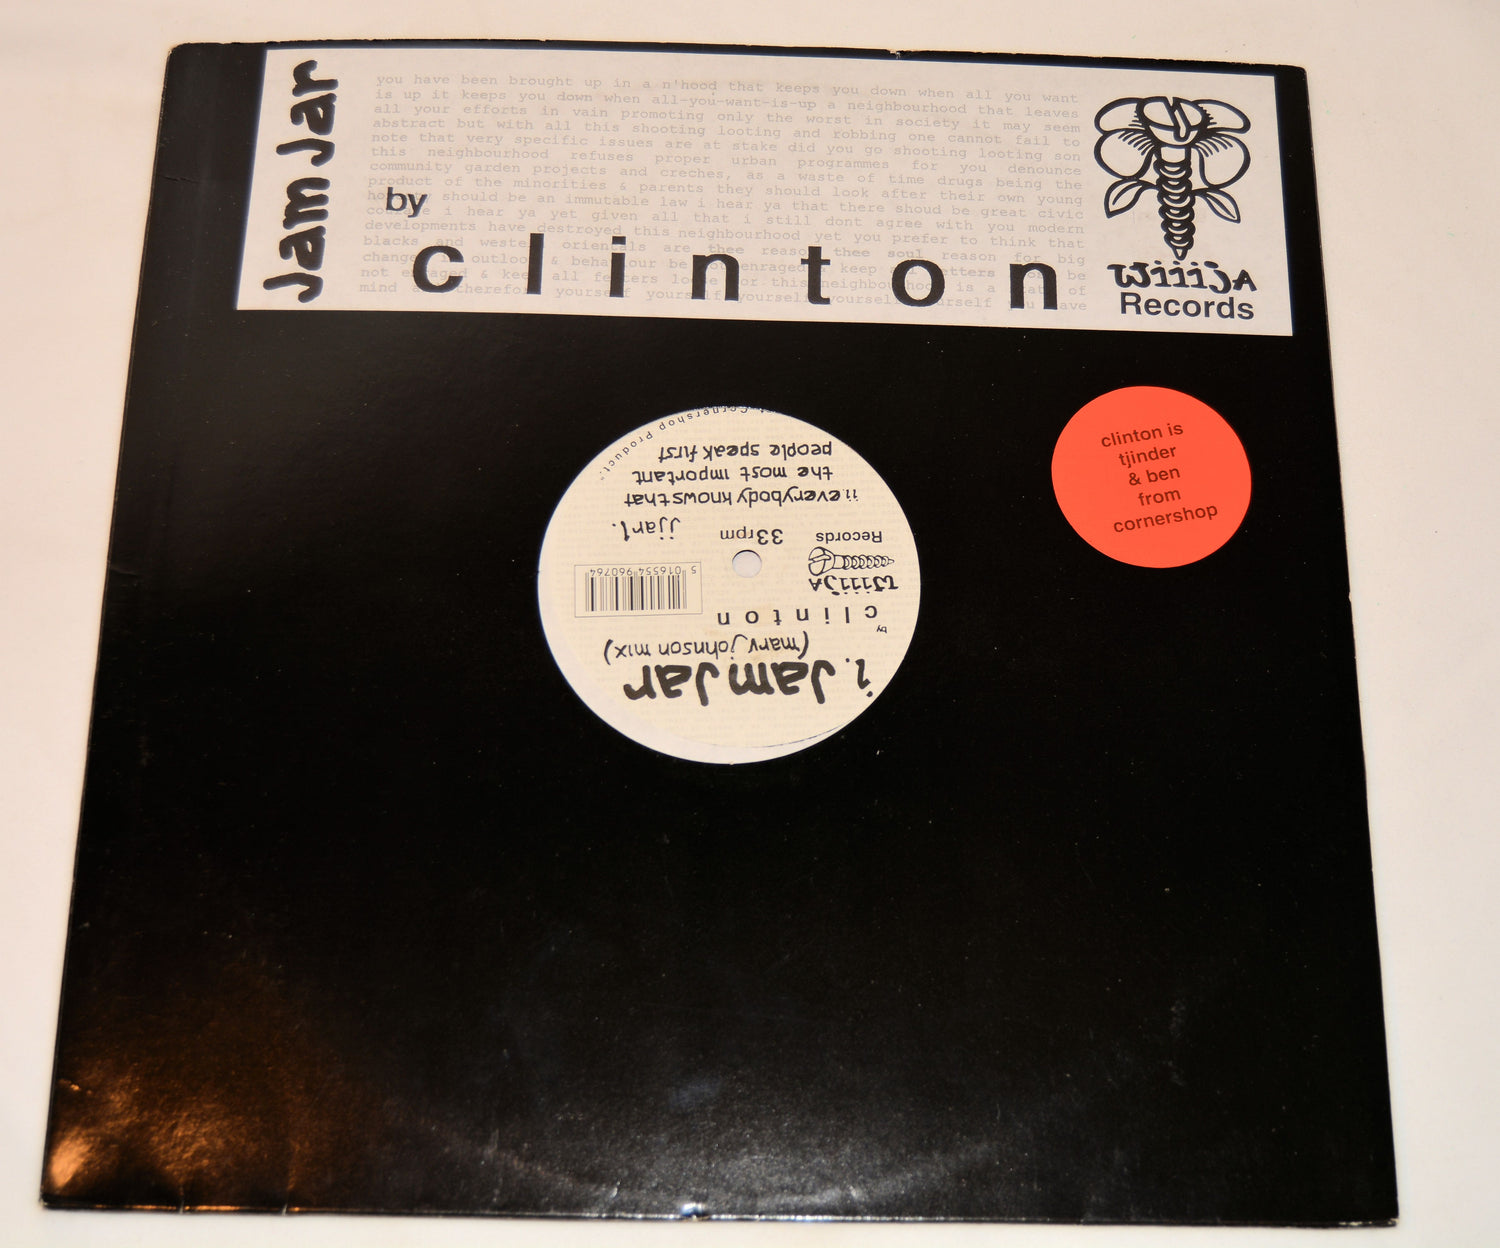 Jam Jar
you have been brought up in a n'hood that keeps you down when all you want
is up it keeps you down when all-you-want-is-up a neighbourhood that leaves
all your efforts in vain promoting only the worst in society it may seem
abstract but with all this shooting looting and robbing one cannot fail to
note that very specific issues are at stake did you go shooting looting son
this neighbourhood refuses proper urban programmes for you denounce
community garden projects and creches, as a waste of time drugs being the
product of the minorities & parents they should look after their own young
should be an immutable law i hear ya that there shoud be great civic
i hear ya yet given all that i still dont agree with you modern
developments have destroyed this neighbourhood yet you prefer to think that
blacks and orientals are thee reason thee soul reason for big
outlook & behaviour be enraged keep be
not & all for this neighbourhood is a of
mind yourself yourself yourself
by
clinton
wiiija
Records
clinton is
tjinder
& ben
from
cornershop
i. Jam Jar
(marv johnson mix)
by
clinton
wiiija
Records
5 016554 960764
33rpm
jjar1.
ii. everybody knows that
the most important
people speak first
Cornershop Product."